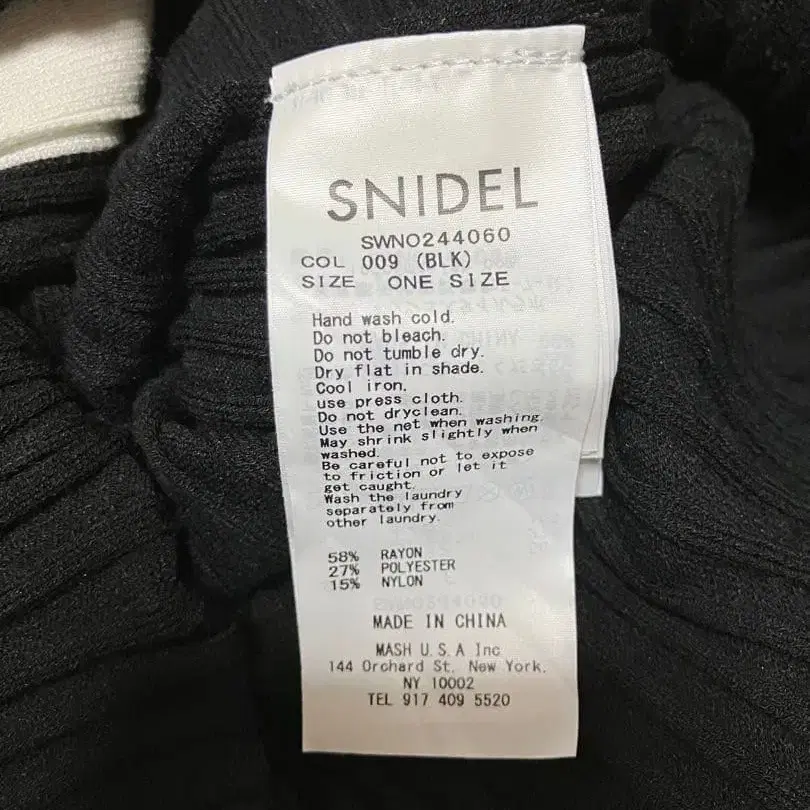 SNIDEL
SWNO244060
COL 009 (BLK)
SIZE ONE SIZE
Hand wash cold.
Do not bleach.
Do not tumble dry.
Dry flat in shade.
Cool iron.
use press cloth.
Do not dryclean.
Use the net when washing.
May shrink slightly when
washed.
Be careful not to expose
to friction or let it
get caught.
Wash the laundry
separately from
other laundry.
58% RAYON
27% POLYESTER
15% NYLON
MADE IN CHINA
MASH U.S.A Inc
144 Orchard St. New York.
NY 10002
TEL 917 409 5520